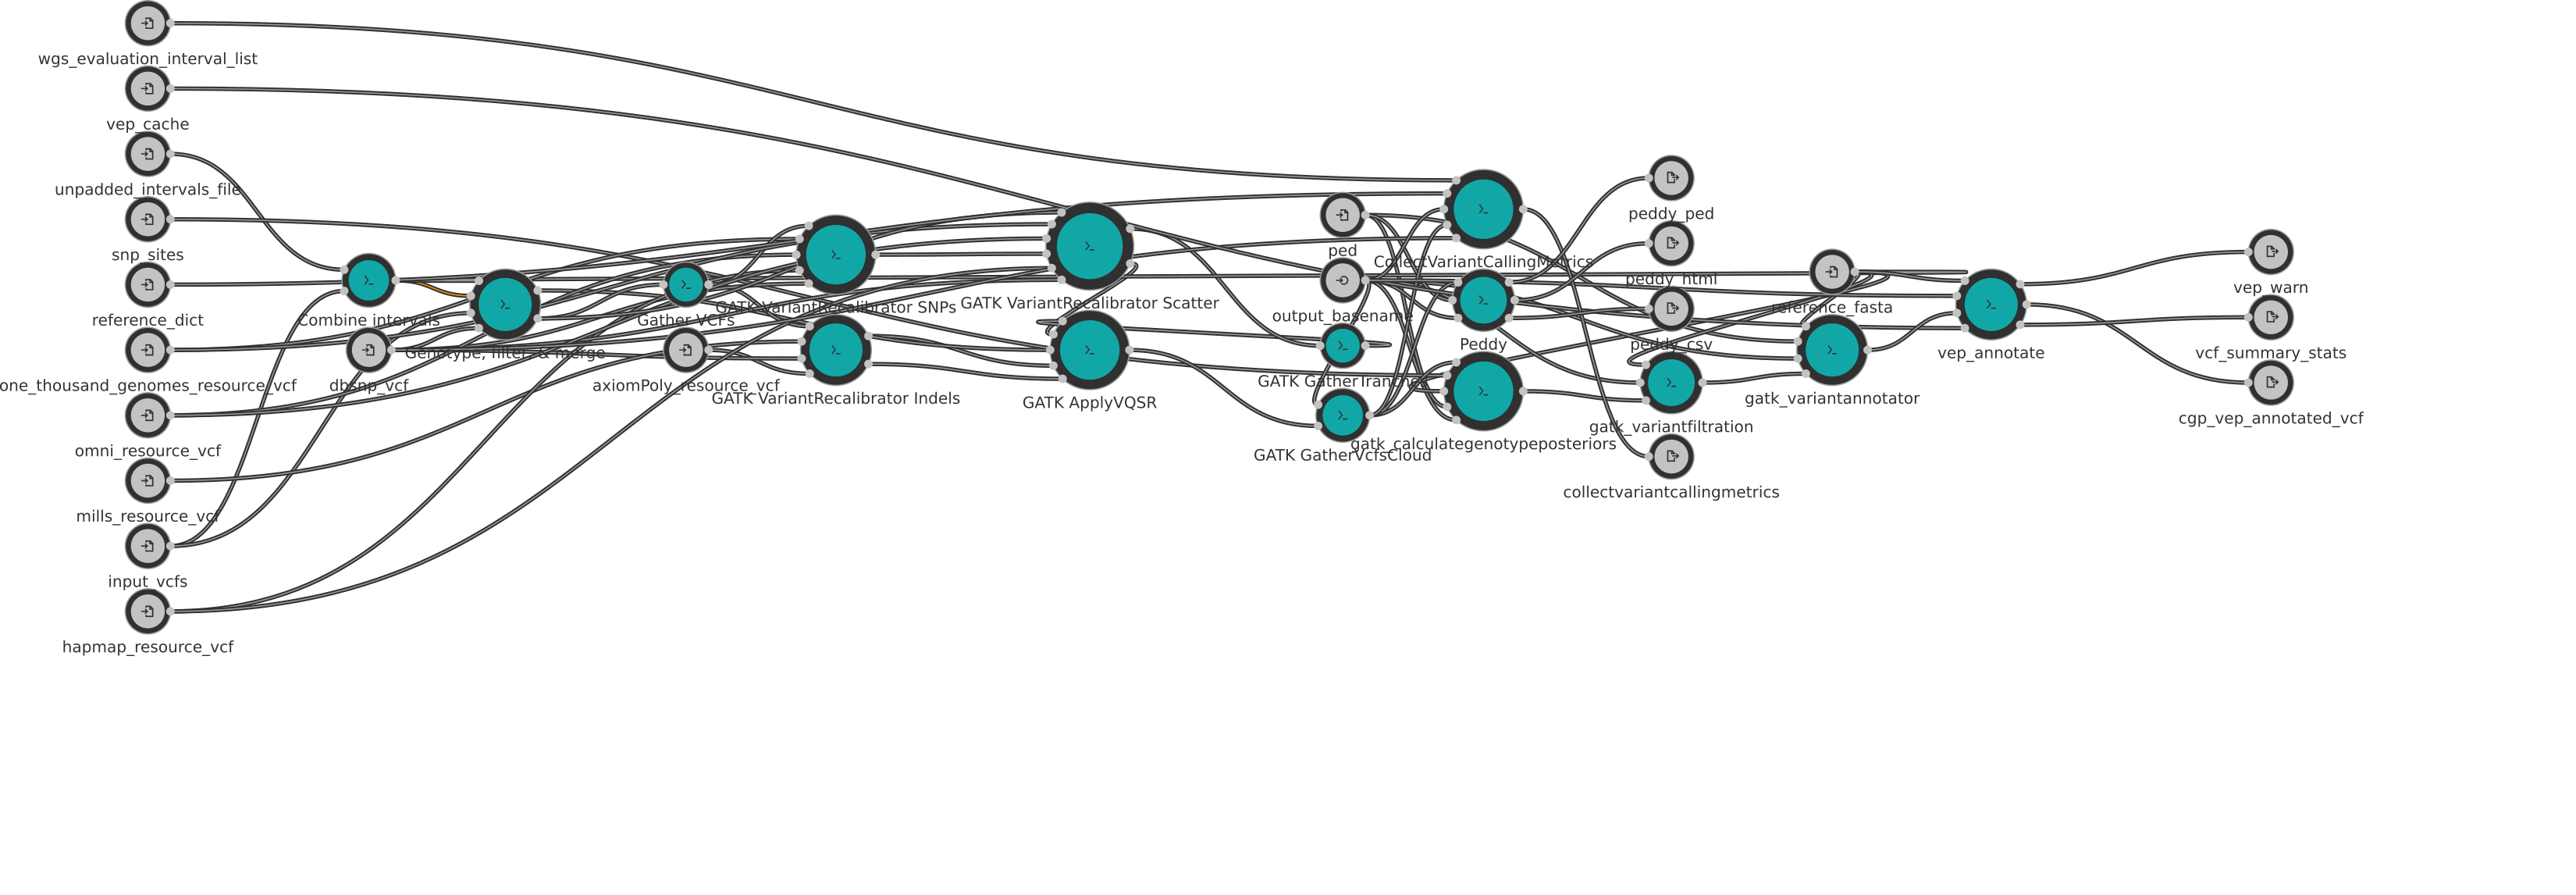 wgs_evaluation_interval_list
vep_cache
unpadded_intervals_file
snp_sites
reference_dict
one_thousand_genomes_resource_vcf
omni_resource_vcf
mills_resource_vcf
input_vcfs
hapmap_resource_vcf
Combine intervals
dbsnp_vcf
Genotype, filter, & merge
Gather VCFs
axiomPoly_resource_vcf
GATK VariantRecalibrator SNPs
GATK VariantRecalibrator Indels
GATK VariantRecalibrator Scatter
GATK ApplyVQSR
ped
output_basename
GATK GatherTranches
GATK GatherVcfsCloud
CollectVariantCallingMetrics
Peddy
gatk_calculategenotypeposteriors
peddy_ped
peddy_html
peddy_csv
gatk_variantfiltration
collectvariantcallingmetrics
reference_fasta
gatk_variantannotator
vep_annotate
vep_warn
vcf_summary_stats
cgp_vep_annotated_vcf